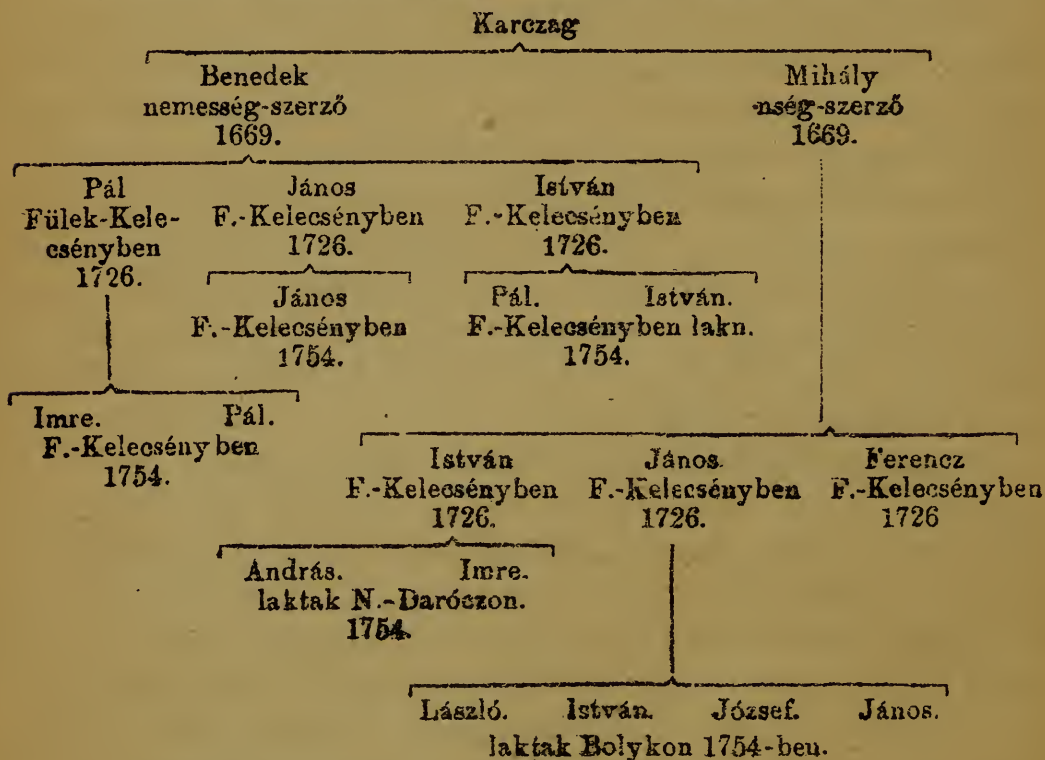 Karczag
Benedek
nemesség-szerző
1669.
Mihály
nség-szerző
1669.
Pál
Fülek-Kele-
csényben
1726.
János
F.-Kelecsényben
1726.
István
F.-Kelecsényben
1726.
János
F.-Kelecsényben
1754.
Pál. István.
F.-Kelecsényben lakn.
1754.
Imre. Pál.
F.-Kelecsényben
1754.
István
F.-Kelecsényben
1726.
János.
F.-Kelecsényben
1726.
Ferencz
F.-Kelecsényben
1726
András. Imre.
laktak N.-Daróczon.
1754.
László. István. József. János.
laktak Bolykon 1754-beu.